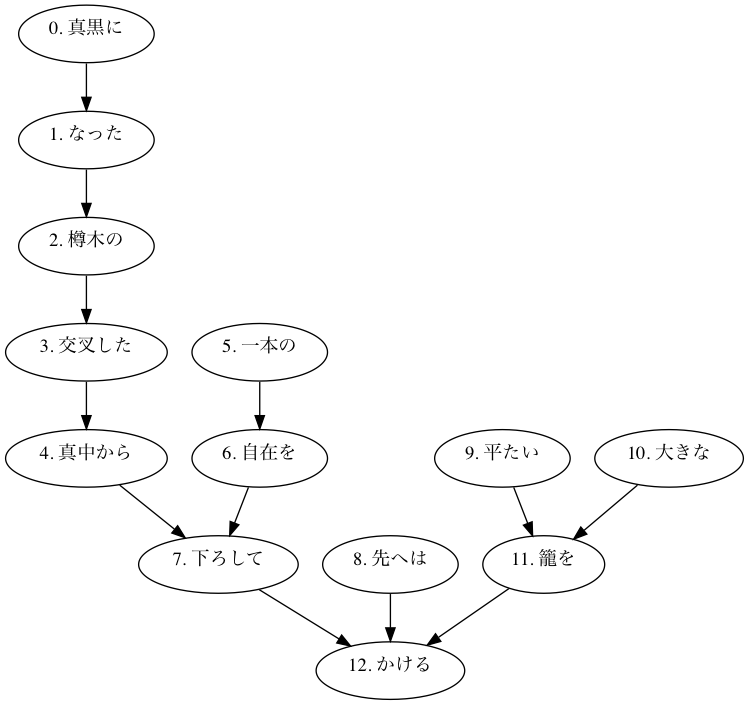 0. 真黒に
1. なった
2. 樽木の
3. 交叉した
5. 一本の
4. 真中から
6. 自在を
9. 平たい
10. 大きな
7. 下ろして
8. 先へは
11. 籠を
12. かける